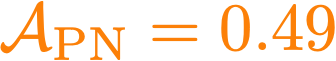 𝒜_PN = 0.49